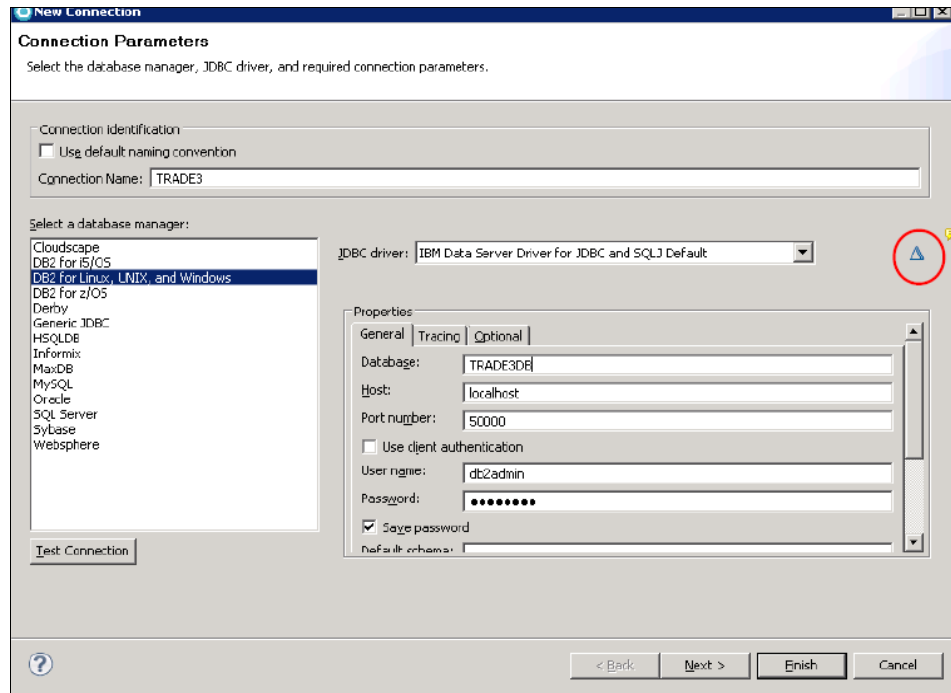 New Connection
Connection Parameters
Select the database manager, JDBC driver, and required connection parameters.
Connection identification
Use default naming convention
Connection Name: TRADE3
Select a database manager:
Cloudscape
DB2 for i5/OS
DB2 for Linux, UNIX, and Windows
DB2 for z/OS
Derby
Generic JDBC
HSQLDB
Informix
MaxDB
MySQL
Oracle
SQL Server
Sybase
Websphere
Test Connection
JDBC driver: IBM Data Server Driver for JDBC and SQLJ Default
Properties
General Tracing Optional
Database: TRADE3DB
Host: localhost
Port number: 50000
Use client authentication
User name: db2admin
Password: ●●●●●●●●
Save password
Default schema:
?
< Back Next > Finish Cancel